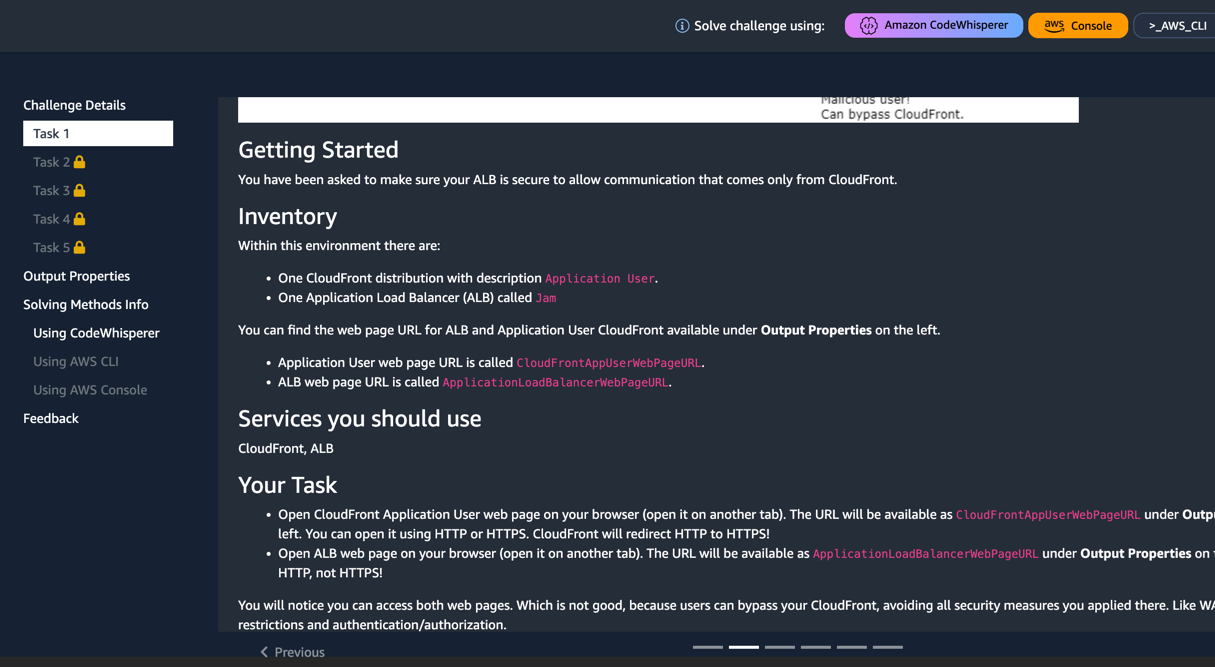 Solve challenge using:
Amazon CodeWhisperer
aws Console
>_AWS_CLI
Challenge Details
Task 1
Task 2
Task 3
Task 4
Task 5
Output Properties
Solving Methods Info
Using CodeWhisperer
Using AWS CLI
Using AWS Console
Feedback
Malicious user!
Can bypass CloudFront.
Getting Started
You have been asked to make sure your ALB is secure to allow communication that comes only from CloudFront.
Inventory
Within this environment there are:
• One CloudFront distribution with description Application User.
• One Application Load Balancer (ALB) called Jam
You can find the web page URL for ALB and Application User CloudFront available under Output Properties on the left.
• Application User web page URL is called CloudFrontAppUserWebPageURL.
• ALB web page URL is called ApplicationLoadBalancerWebPageURL.
Services you should use
CloudFront, ALB
Your Task
• Open CloudFront Application User web page on your browser (open it on another tab). The URL will be available as CloudFrontAppUserWebPageURL under Outpu
left. You can open it using HTTP or HTTPS. CloudFront will redirect HTTP to HTTPS!
• Open ALB web page on your browser (open it on another tab). The URL will be available as ApplicationLoadBalancerWebPageURL under Output Properties on
HTTP, not HTTPS!
You will notice you can access both web pages. Which is not good, because users can bypass your CloudFront, avoiding all security measures you applied there. Like WA
restrictions and authentication/authorization.
Previous